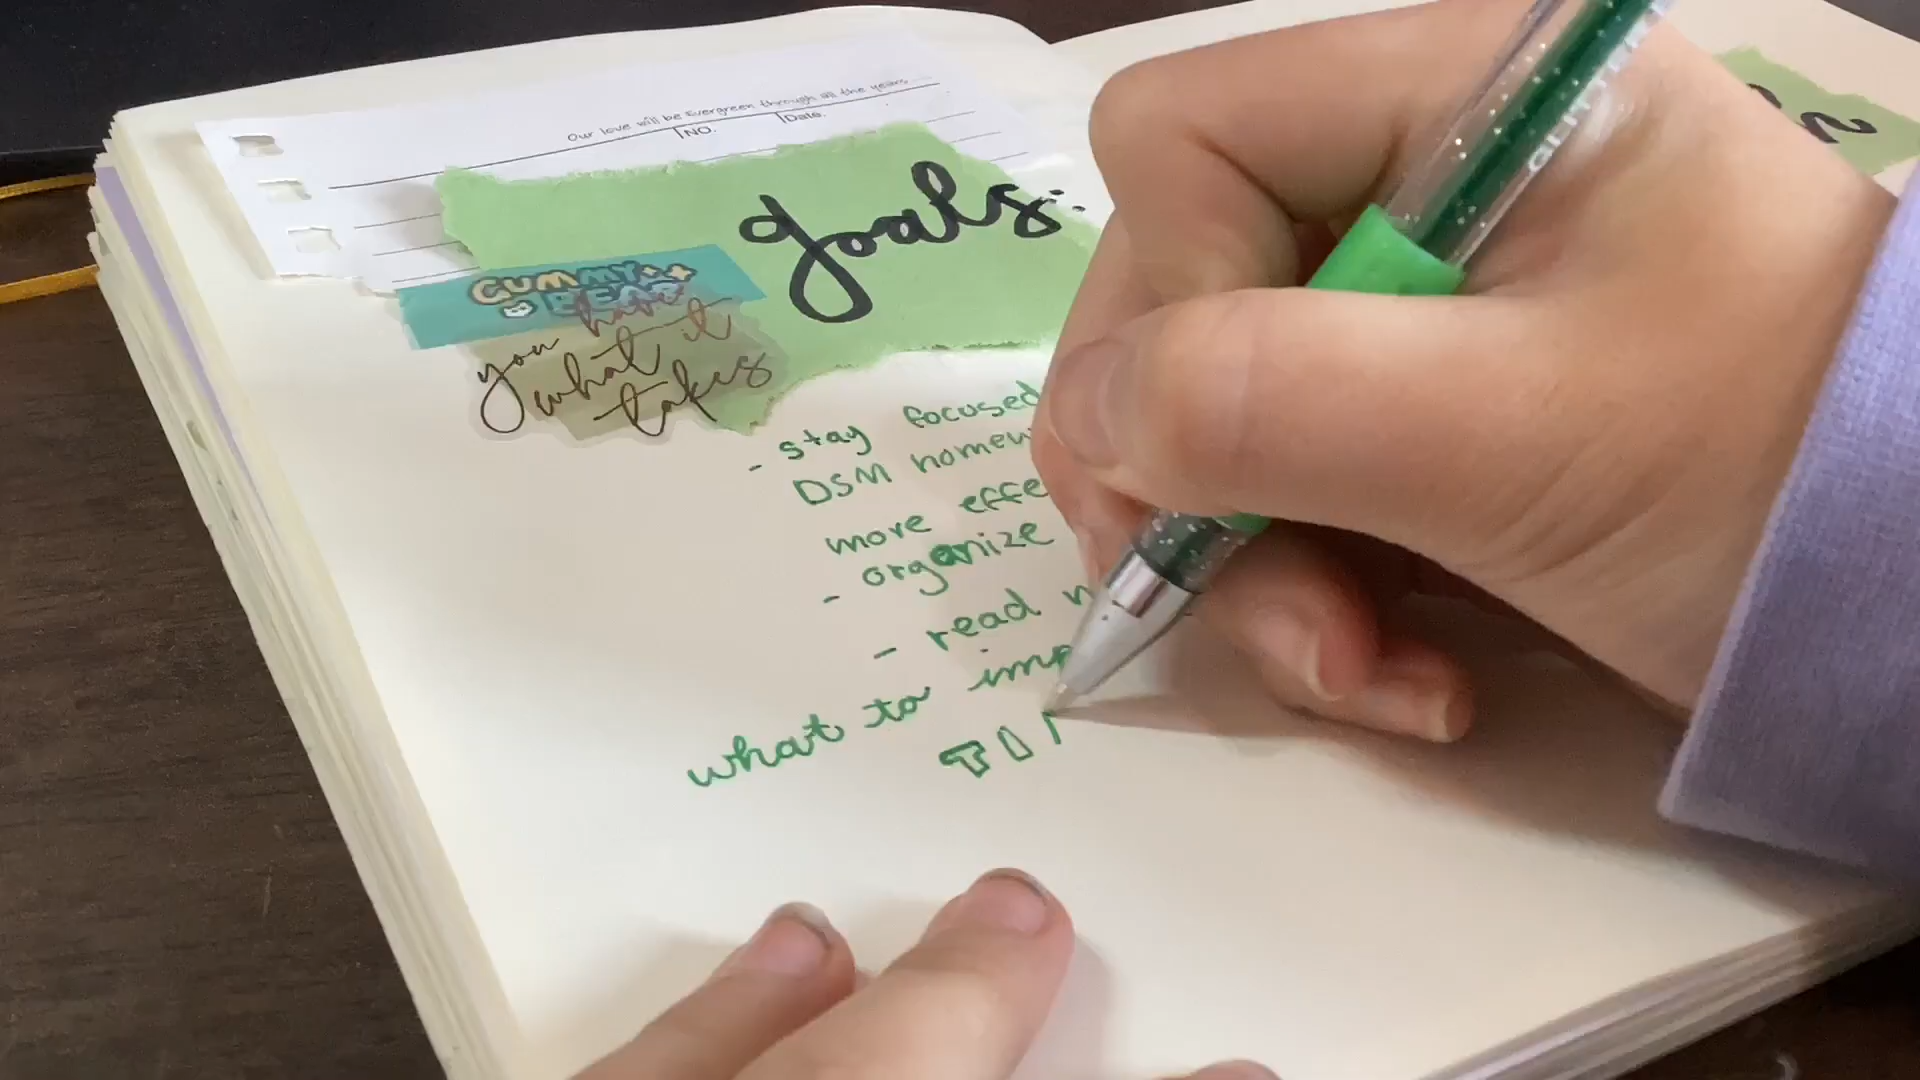 Our love will be Evergreen through all the years
NO. Date.
goals:
GUMMY
BEAR
you have
what it
takes
- stay focused
DSM homew
more effe
- organize
- read
what to imp
GLITT